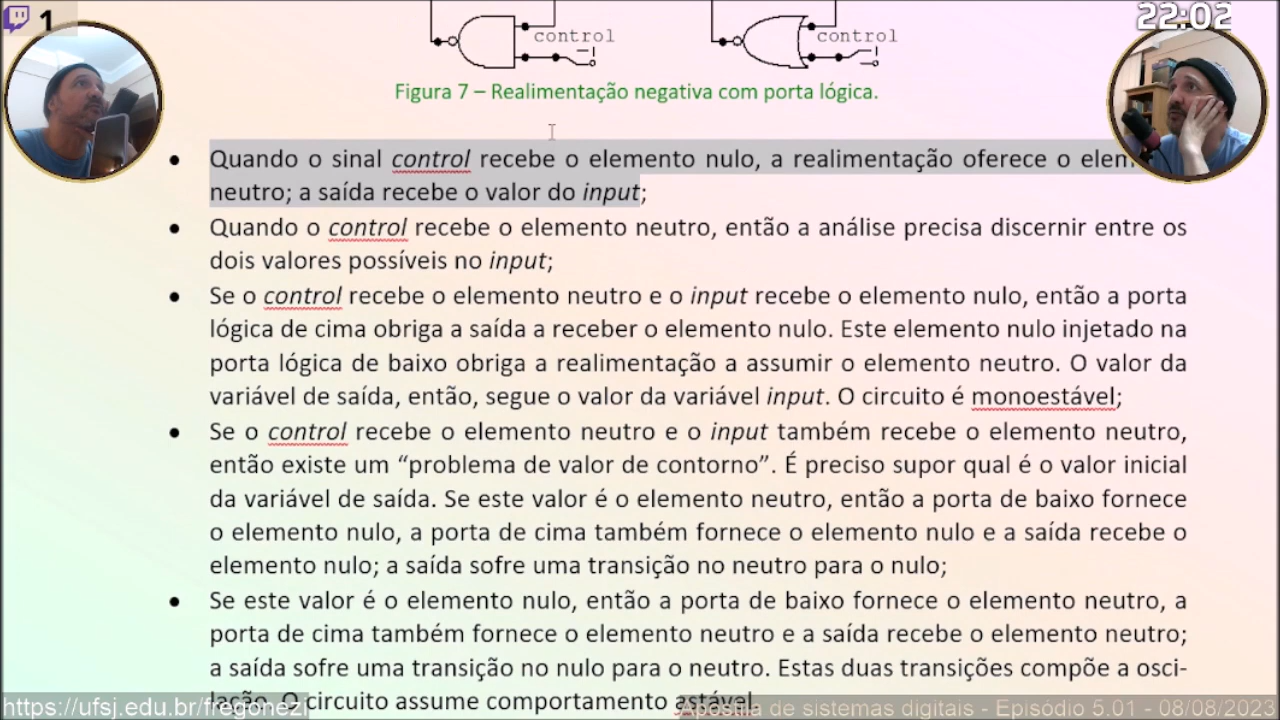 1
22:02
control
control
Figura 7 – Realimentação negativa com porta lógica.
• Quando o sinal control recebe o elemento nulo, a realimentação oferece o
neutro; a saída recebe o valor do input;
• Quando o control recebe o elemento neutro, então a análise precisa discernir entre os
dois valores possíveis no input;
• Se o control recebe o elemento neutro e o input recebe o elemento nulo, então a porta
lógica de cima obriga a saída a receber o elemento nulo. Este elemento nulo injetado na
porta lógica de baixo obriga a realimentação a assumir o elemento neutro. O valor da
variável de saída, então, segue o valor da variável input. O circuito é monoestável;
• Se o control recebe o elemento neutro e o input também recebe o elemento neutro,
então existe um “problema de valor de contorno”. É preciso supor qual é o valor inicial
da variável de saída. Se este valor é o elemento neutro, então a porta de baixo fornece
o elemento nulo, a porta de cima também fornece o elemento nulo e a saída recebe o
elemento nulo; a saída sofre uma transição no neutro para o nulo;
• Se este valor é o elemento nulo, então a porta de baixo fornece o elemento neutro, a
porta de cima também fornece o elemento neutro e a saída recebe o elemento neutro;
a saída sofre uma transição no nulo para o neutro. Estas duas transições compõe a osci-
lação. O circuito assume comportamento astável.
https://ufsj.edu.br/fregonezi
Apostila de sistemas digitais - Episódio 5.01 - 08/08/2023